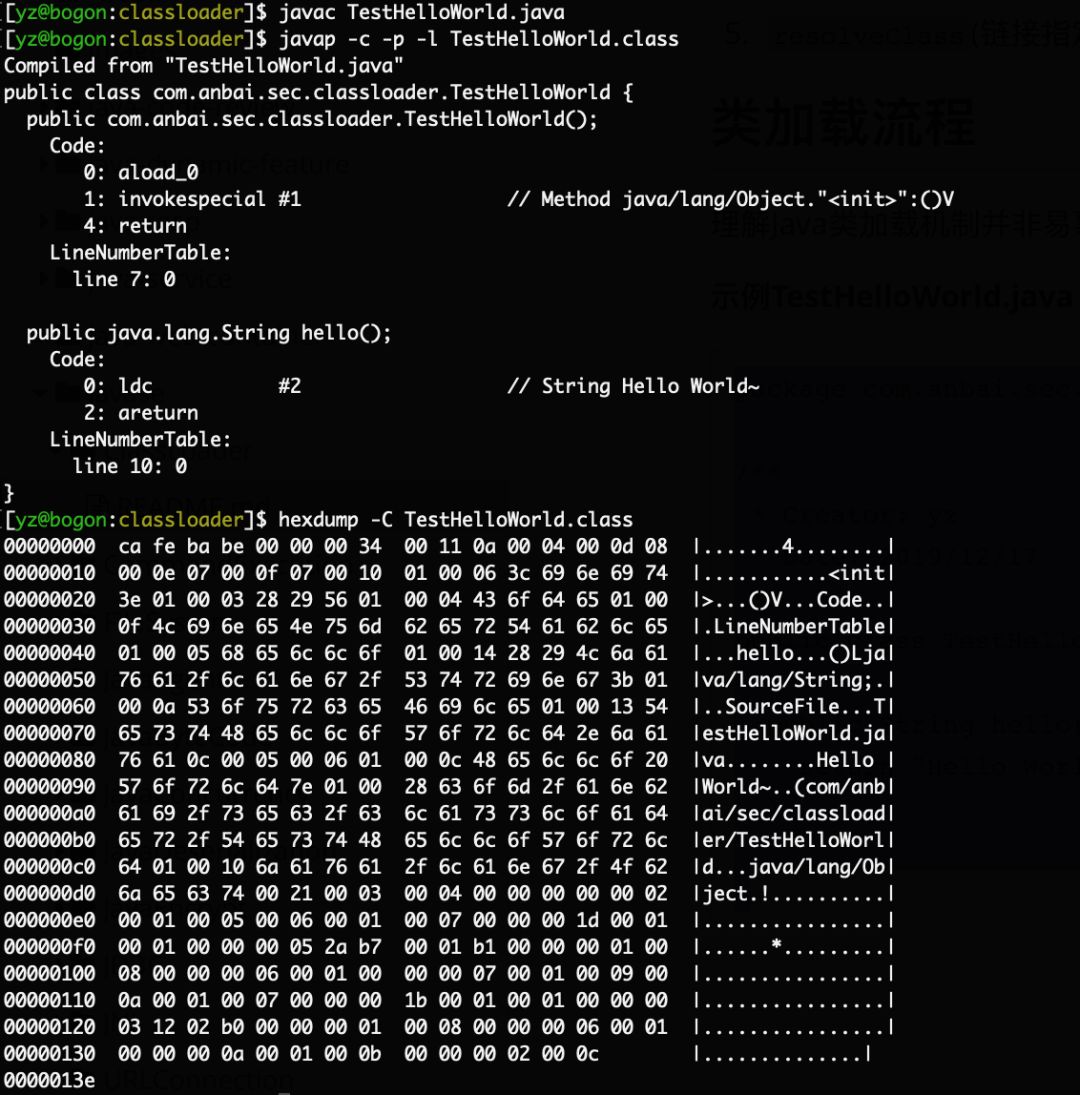 [yz@bogon:classloader]$ javac TestHelloWorld.java
[yz@bogon:classloader]$ javap -c -p -l TestHelloWorld.class
Compiled from "TestHelloWorld.java"
public class com.anbai.sec.classloader.TestHelloWorld {
  public com.anbai.sec.classloader.TestHelloWorld();
    Code:
       0: aload_0
       1: invokespecial #1                  // Method java/lang/Object."<init>":()V
       4: return
    LineNumberTable:
      line 7: 0

  public java.lang.String hello();
    Code:
       0: ldc           #2                  // String Hello World~
       2: areturn
    LineNumberTable:
      line 10: 0
}
[yz@bogon:classloader]$ hexdump -C TestHelloWorld.class
00000000  ca fe ba be 00 00 00 34  00 11 0a 00 04 00 0d 08  |.......4........|
00000010  00 0e 07 00 0f 07 00 10  01 00 06 3c 69 6e 69 74  |...........<init|
00000020  3e 01 00 03 28 29 56 01  00 04 43 6f 64 65 01 00  |>...()V...Code..|
00000030  0f 4c 69 6e 65 4e 75 6d  62 65 72 54 61 62 6c 65  |.LineNumberTable|
00000040  01 00 05 68 65 6c 6c 6f  01 00 14 28 29 4c 6a 61  |...hello...()Lja|
00000050  76 61 2f 6c 61 6e 67 2f  53 74 72 69 6e 67 3b 01  |va/lang/String;.|
00000060  00 0a 53 6f 75 72 63 65  46 69 6c 65 01 00 13 54  |..SourceFile...T|
00000070  65 73 74 48 65 6c 6c 6f  57 6f 72 6c 64 2e 6a 61  |estHelloWorld.ja|
00000080  76 61 0c 00 05 00 06 01  00 0c 48 65 6c 6c 6f 20  |va........Hello |
00000090  57 6f 72 6c 64 7e 01 00  28 63 6f 6d 2f 61 6e 62  |World~..(com/anb|
000000a0  61 69 2f 73 65 63 2f 63  6c 61 73 73 6c 6f 61 64  |ai/sec/classload|
000000b0  65 72 2f 54 65 73 74 48  65 6c 6c 6f 57 6f 72 6c  |er/TestHelloWorl|
000000c0  64 01 00 10 6a 61 76 61  2f 6c 61 6e 67 2f 4f 62  |d...java/lang/Ob|
000000d0  6a 65 63 74 00 21 00 03  00 04 00 00 00 00 00 02  |ject.!..........|
000000e0  00 01 00 05 00 06 00 01  00 07 00 00 00 1d 00 01  |................|
000000f0  00 01 00 00 00 05 2a b7  00 01 b1 00 00 00 01 00  |......*.........|
00000100  08 00 00 00 06 00 01 00  00 00 07 00 01 00 09 00  |................|
00000110  0a 00 01 00 07 00 00 00  1b 00 01 00 01 00 00 00  |................|
00000120  03 12 02 b0 00 00 00 01  00 08 00 00 00 06 00 01  |................|
00000130  00 00 00 0a 00 01 00 0b  00 00 00 02 00 0c        |..............|
0000013e
5. resolveClass(链接指定
类加载流程
理解Java类加载机制并非易
示例TestHelloWorld.java
URLConnection